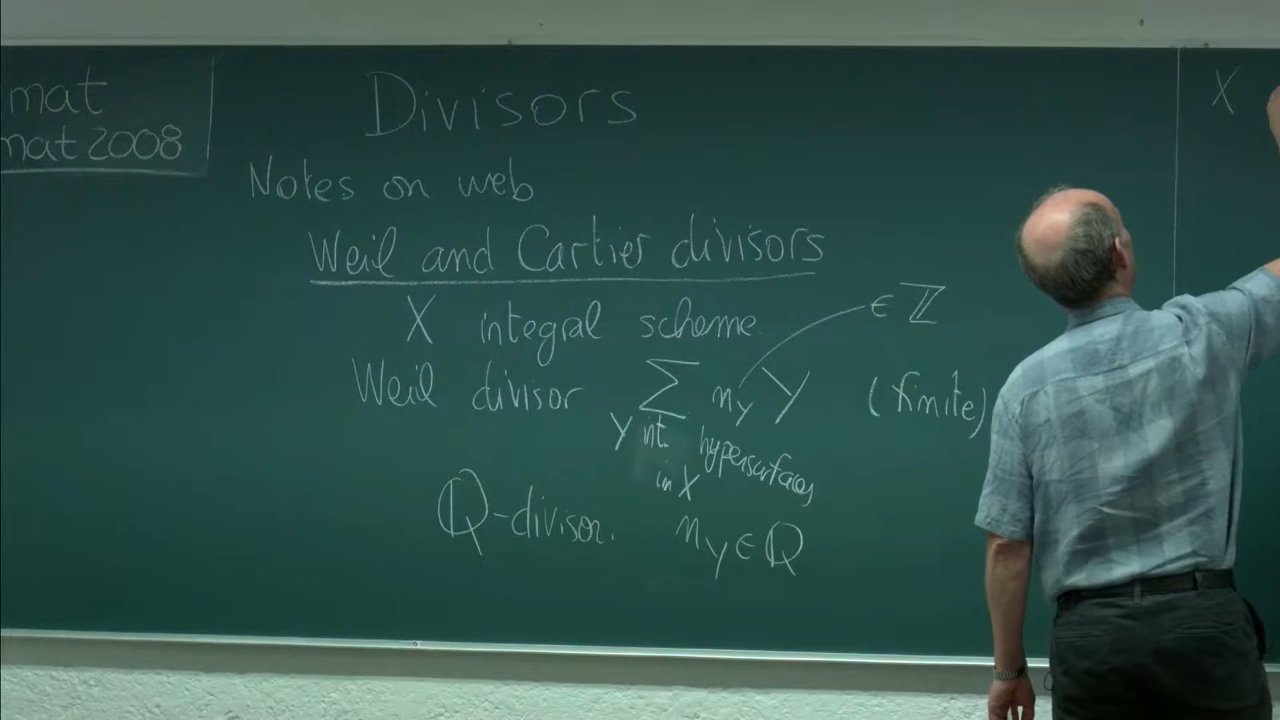 mat
mat 2008
Divisors
Notes on web
Weil and Cartier divisors
X integral scheme.
∈ ℤ
Weil divisor ∑ n_Y Y (finite)
Y int. hypersurfaces
in X
ℚ-divisor. n_Y ∈ ℚ
X